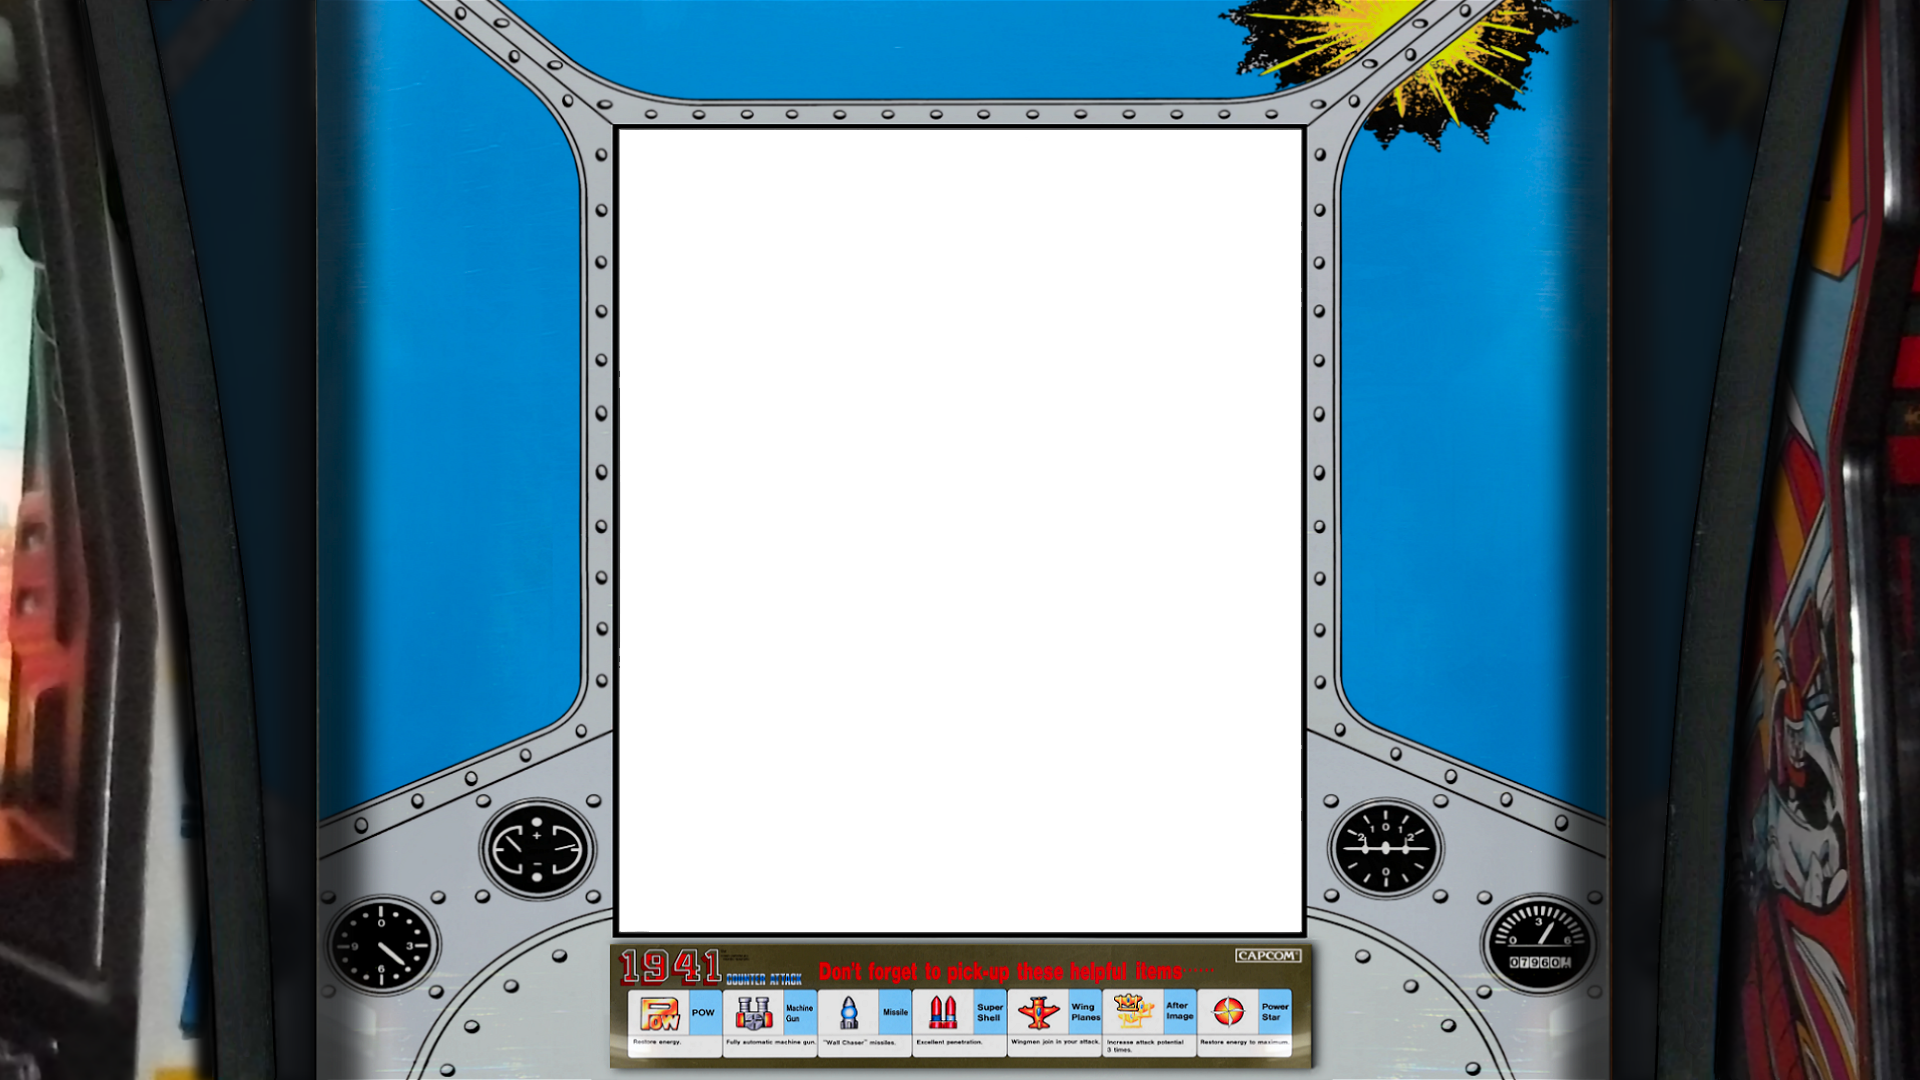 1941
COUNTER ATTACK
Don't forget to pick-up these helpful items······
CAPCOM
POW
POW
Restore energy.
Machine
Gun
Fully automatic machine gun.
Missile
"Wall Chaser" missiles.
Super
Shell
Excellent penetration.
Wing
Planes
Wingmen join in your attack.
After
Image
Increase attack potential
3 times.
Power
Star
Restore energy to maximum.
0
3
6
9
2 1 0 1 2
0
0 3 6